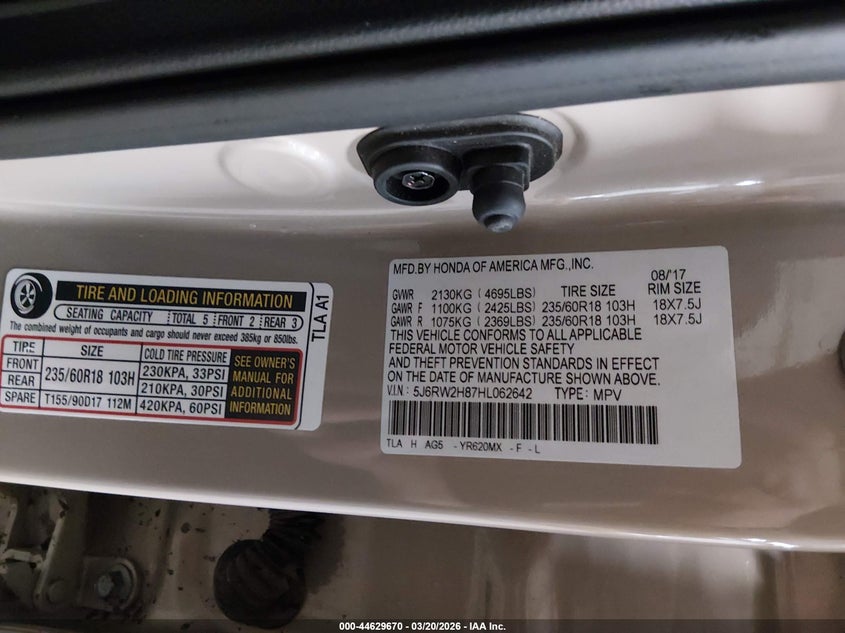 MFD.BY HONDA OF AMERICA MFG.,INC. 08/'17
GVWR 2130KG (4695LBS) TIRE SIZE RIM SIZE
GAWR F 1100KG (2425LBS) 235/60R18 103H 18X7.5J
GAWR R 1075KG (2369LBS) 235/60R18 103H 18X7.5J
THIS VEHICLE CONFORMS TO ALL APPLICABLE
FEDERAL MOTOR VEHICLE SAFETY
AND THEFT PREVENTION STANDARDS IN EFFECT
ON THE DATE OF MANUFACTURE SHOWN ABOVE.
V.I.N : 5J6RW2H87HL062642 TYPE: MPV
TLA H AG5 -YR620MX -F -L
TIRE AND LOADING INFORMATION
SEATING CAPACITY TOTAL 5 FRONT 2 REAR 3
The combined weight of occupants and cargo should never exceed 385kg or 850lbs.
TIRE SIZE COLD TIRE PRESSURE
FRONT 235/60R18 103H 230KPA, 33PSI
REAR 210KPA, 30PSI
SPARE T155/90D17 112M 420KPA, 60PSI
SEE OWNER'S
MANUAL FOR
ADDITIONAL
INFORMATION
TLA A1
000-44629670 - 03/20/2026 - IAA Inc.